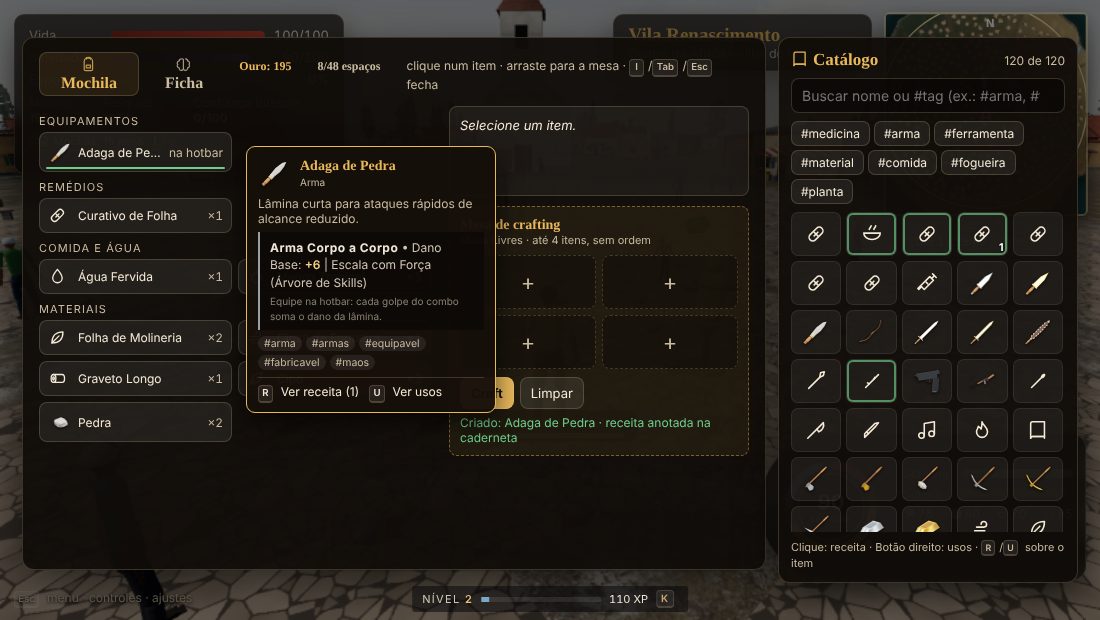 Vida
100/100
Vila Renascimento
N
Mochila
Ficha
Ouro: 195
8/48 espaços
clique num item · arraste para a mesa · I / Tab / Esc
fecha
EQUIPAMENTOS
Adaga de Pe...
na hotbar
REMÉDIOS
Curativo de Folha
×1
COMIDA E ÁGUA
Água Fervida
×1
MATERIAIS
Folha de Molineria
×2
Graveto Longo
×1
Pedra
×2
Adaga de Pedra
Arma
Lâmina curta para ataques rápidos de
alcance reduzido.
Arma Corpo a Corpo • Dano
Base: +6 | Escala com Força
(Árvore de Skills)
Equipe na hotbar: cada golpe do combo
soma o dano da lâmina.
#arma #armas #equipavel
#fabricavel #maos
R Ver receita (1) U Ver usos
Selecione um item.
de crafting
livres · até 4 itens, sem ordem
+ +
+ +
Craft
Limpar
Criado: Adaga de Pedra · receita anotada na
caderneta
Catálogo
120 de 120
Buscar nome ou #tag (ex.: #arma, #
#medicina #arma #ferramenta
#material #comida #fogueira
#planta
1
Clique: receita · Botão direito: usos · R / U sobre o
item
Esc menu · controles · ajustes
NÍVEL 2
110 XP
K